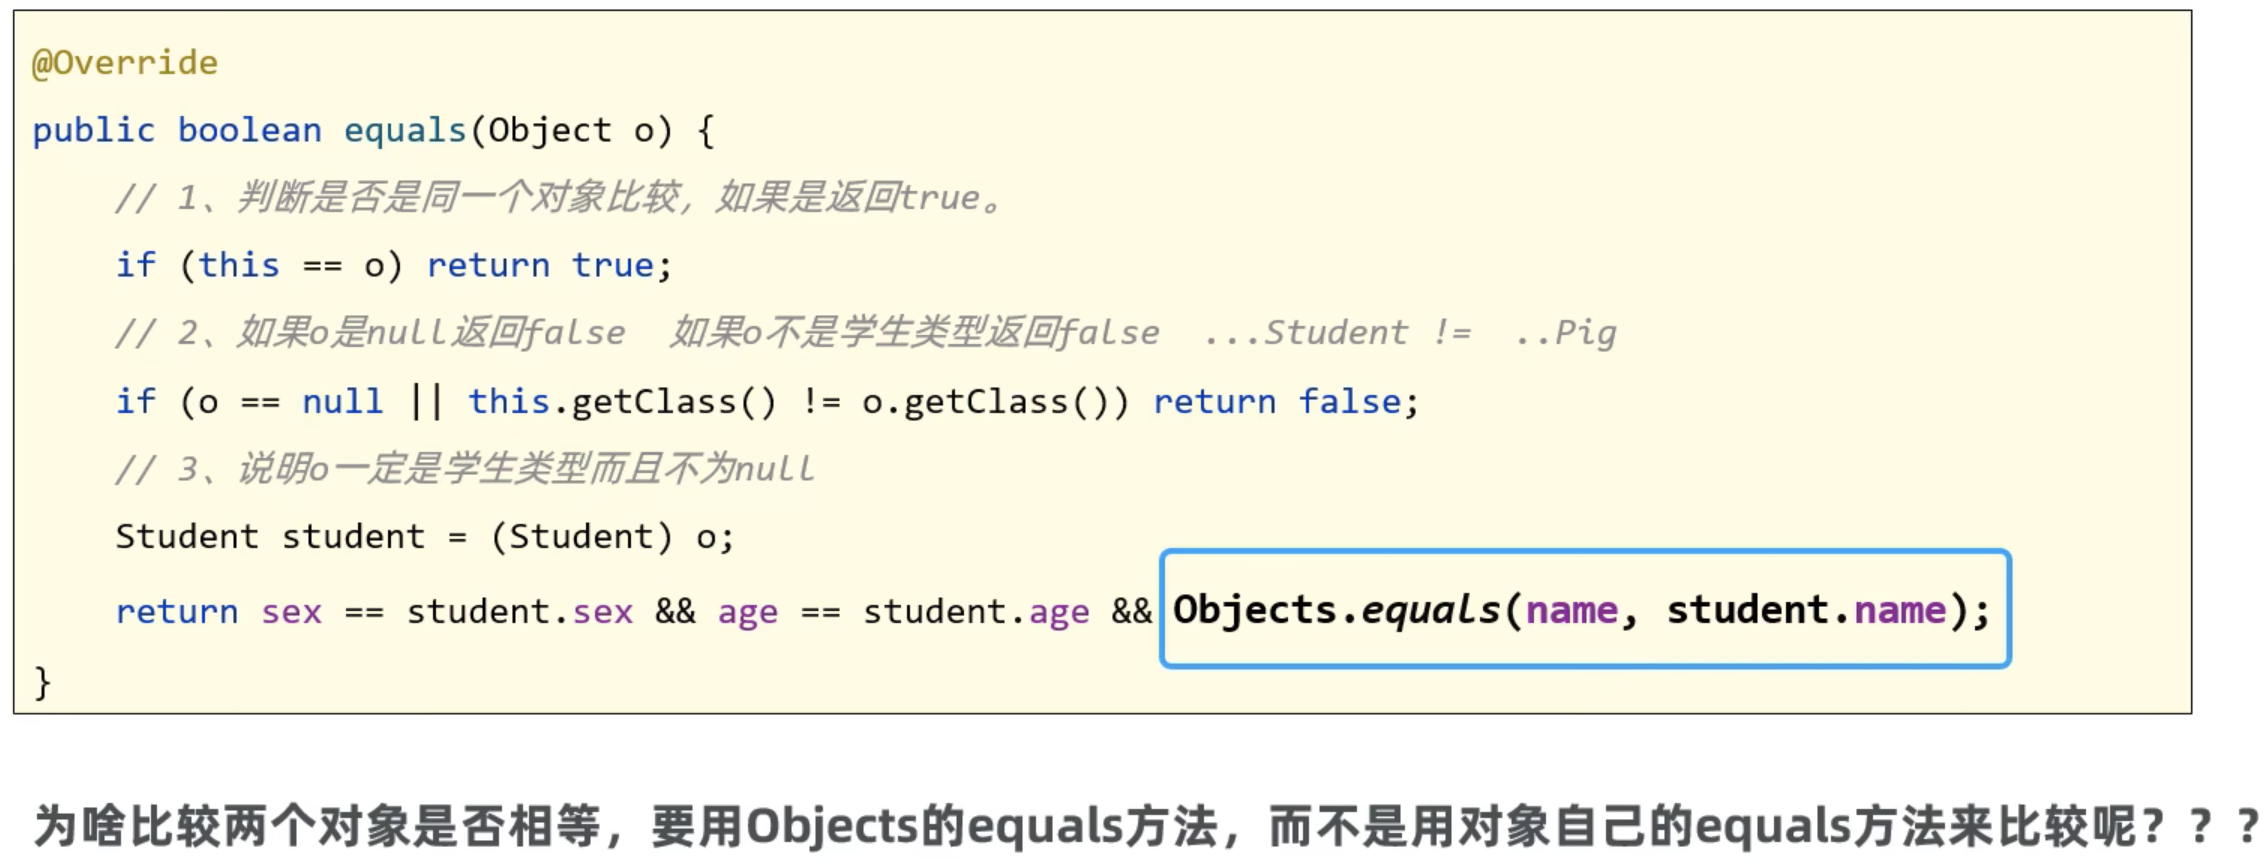 @Override
public boolean equals(Object o) {
// 1、判断是否是同一个对象比较，如果是返回true。
if (this == o) return true;
// 2、如果o是null返回false 如果o不是学生类型返回false ...Student != ..Pig
if (o == null || this.getClass() != o.getClass()) return false;
// 3、说明o一定是学生类型而且不为null
Student student = (Student) o;
return sex == student.sex && age == student.age && Objects.equals(name, student.name);
}
为啥比较两个对象是否相等，要用Objects的equals方法，而不是用对象自己的equals方法来比较呢？？？